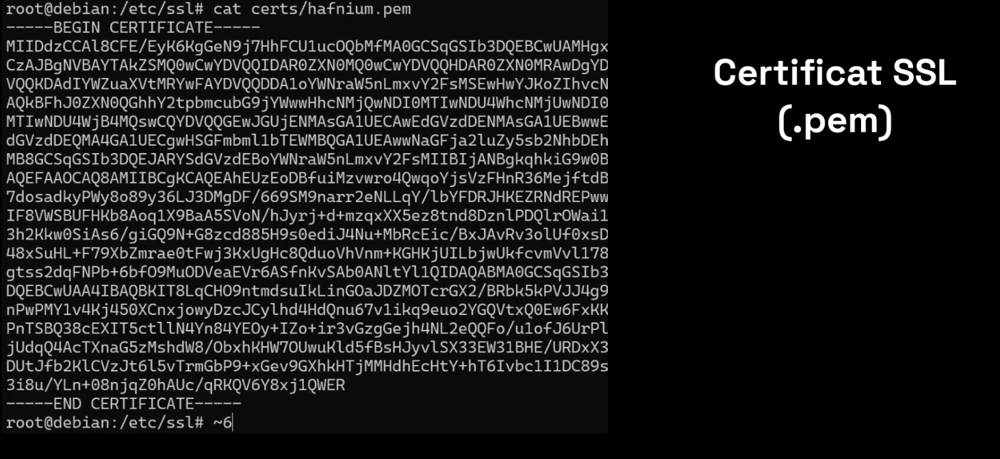 root@debian:/etc/ssl# cat certs/hafnium.pem
-----BEGIN CERTIFICATE-----
MIIDdzCCAl8CFE/EyK6KgGeN9j7HhFCU1ucOQbMfMA0GCSqGSIb3DQEBCwUAMHgx
CzAJBgNVBAYTAkZSMQ0wCwYDVQQIDAR0ZXN0MQ0wCwYDVQQHDAR0ZXN0MRAwDgYD
VQQKDAdIYWZuaXVtMRYwFAYDVQQDDA1oYWNraW5nLmxvY2FsMSEwHwYJKoZIhvcN
AQkBFhJ0ZXN0QGhhY2tpbmcubG9jYWwwHhcNMjQwNDI0MTIwNDU4WhcNMjUwNDI0
MTIwNDU4WjB4MQswCQYDVQQGEwJGUjENMAsGA1UECAwEdGVzdDENMAsGA1UEBwwE
dGVzdDEQMA4GA1UECgwHSGFmbml1bTEWMBQGA1UEAwwNaGFja2luZy5sb2NhbDEh
MB8GCSqGSIb3DQEJARYSdGVzdEBoYWNraW5nLmxvY2FsMIIBIjANBgkqhkiG9w0B
AQEFAAOCAQ8AMIIBCgKCAQEAhEUzEoDBfuiMzvwro4QwqoYjsVzFHnR36MejftdB
7dosadkyPWy8o89y36LJ3DMgDF/669SM9narr2eNLLqY/lbYFDRJHKEZRNdREPww
IF8VWSBUFHKb8Aoq1X9BaA5SVoN/hJyrj+d+mzqxXX5ez8tnd8DznlPDQlrOWai1
3h2Kkw0SiAs6/giGQ9N+G8zcd885H9s0ediJ4Nu+MbRcEic/BxJAvRv3olUf0xsD
48xSuHL+F79XbZmrae0tFwj3KxUgHc8QduoVhVnm+KGHKjUILbjwUkfcvmVvl178
gtss2dqFNPb+6bfO9MuODVeaEVr6ASfnKvSAb0ANltYl1QIDAQABMA0GCSqGSIb3
DQEBCwUAA4IBAQBKIT8LqCHO9ntmdsuIkLinGOaJDZMOTcrGX2/BRbk5kPVJJ4g9
nPwPMY1v4Kj450XCnxjowyDzcJCylhd4HdQnu67v1ikq9euo2YGQVtxQ0Ew6FxKK
PnTSBQ38cEXIT5ctllN4Yn84YEOy+IZo+ir3vGzgGejh4NL2eQQFo/u1ofJ6UrPl
jUdqQ4AcTXnaG5zMshdW8/ObxhKHW7OUwuKld5fBsHJyvlSX33EW31BHE/URDxX3
DUtJfb2KlCVzJt6l5vTrmGbP9+xGev9GXhkHTjMMHdhEcHtY+hT6Ivbc1I1DC89s
3i8u/YLn+08njqZ0hAUc/qRKQV6Y8xj1QWER
-----END CERTIFICATE-----
root@debian:/etc/ssl# ~6
Certificat SSL
(.pem)